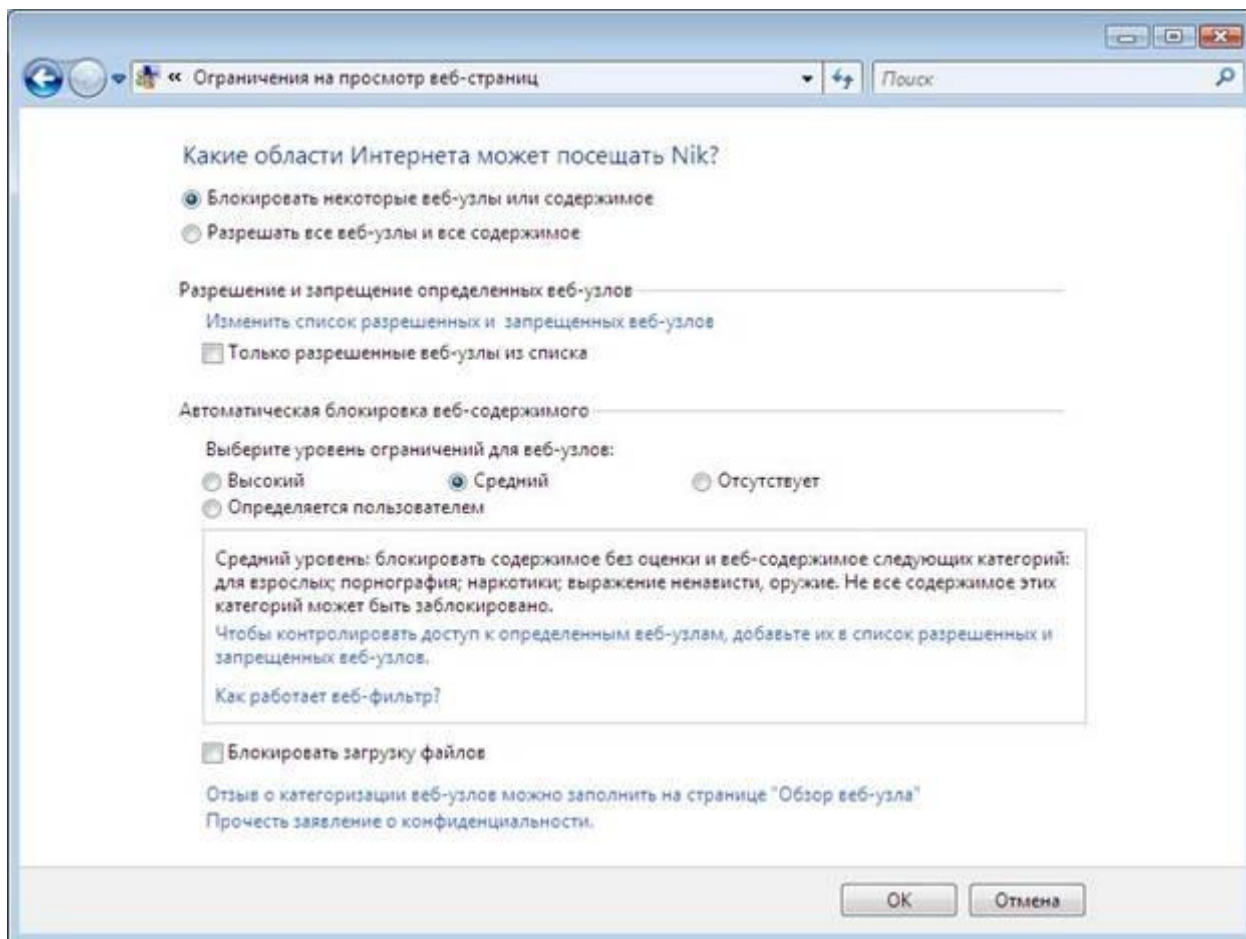 « Ограничения на просмотр веб-страниц
Поиск
Какие области Интернета может посещать Nik?
Блокировать некоторые веб-узлы или содержимое
Разрешать все веб-узлы и все содержимое
Разрешение и запрещение определенных веб-узлов
Изменить список разрешенных и запрещенных веб-узлов
Только разрешенные веб-узлы из списка
Автоматическая блокировка веб-содержимого
Выберите уровень ограничений для веб-узлов:
Высокий Средний Отсутствует
Определяется пользователем
Средний уровень: блокировать содержимое без оценки и веб-содержимое следующих категорий:
для взрослых; порнография; наркотики; выражение ненависти, оружие. Не все содержимое этих
категорий может быть заблокировано.
Чтобы контролировать доступ к определенным веб-узлам, добавьте их в список разрешенных и
запрещенных веб-узлов.
Как работает веб-фильтр?
Блокировать загрузку файлов
Отзыв о категоризации веб-узлов можно заполнить на странице "Обзор веб-узла"
Прочесть заявление о конфиденциальности.
OK Отмена